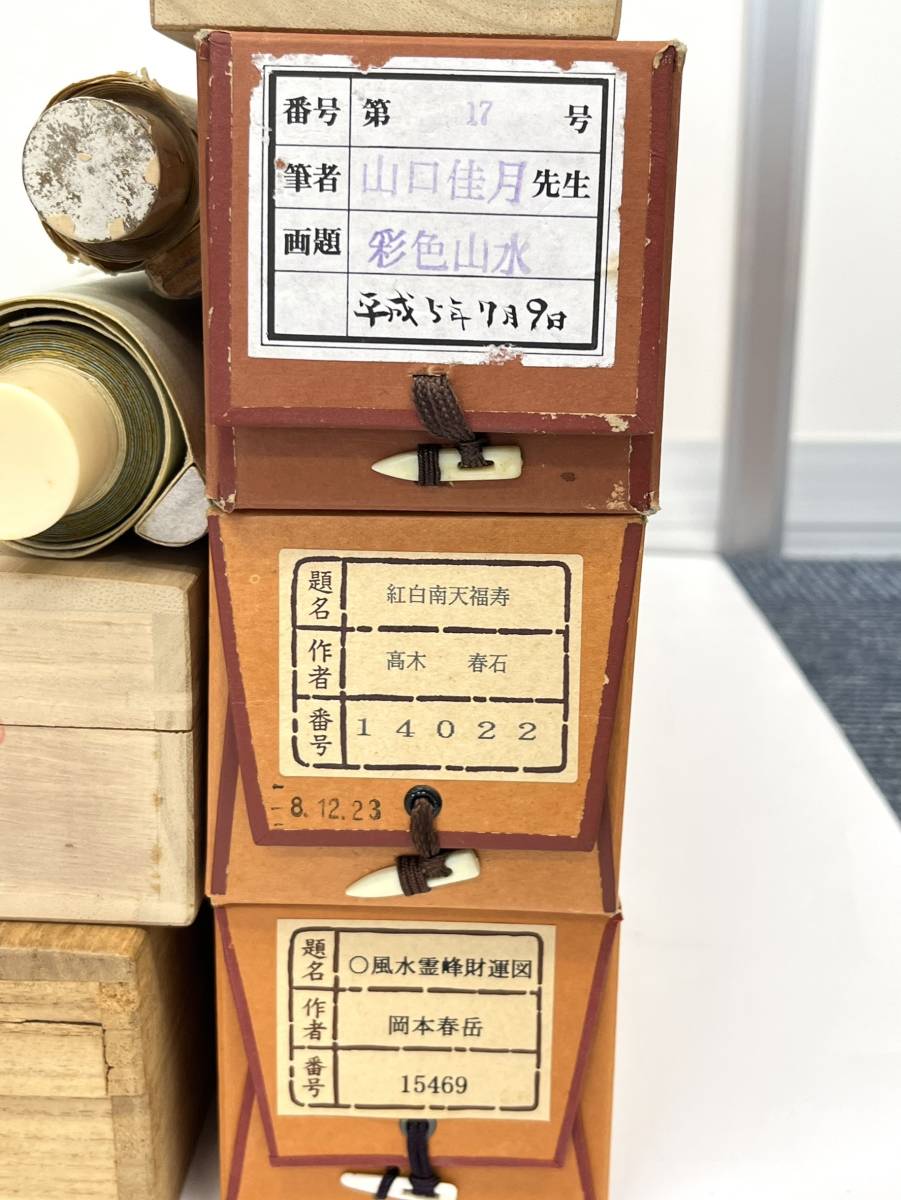 番号 第 17 号
筆者 山口佳月先生
画題 彩色山水
平成5年7月9日
題名 紅白南天福寿
作者 髙木 春石
番号 14022
8.12.23
題名 ○風水霊峰財運図
作者 岡本春岳
番号 15469